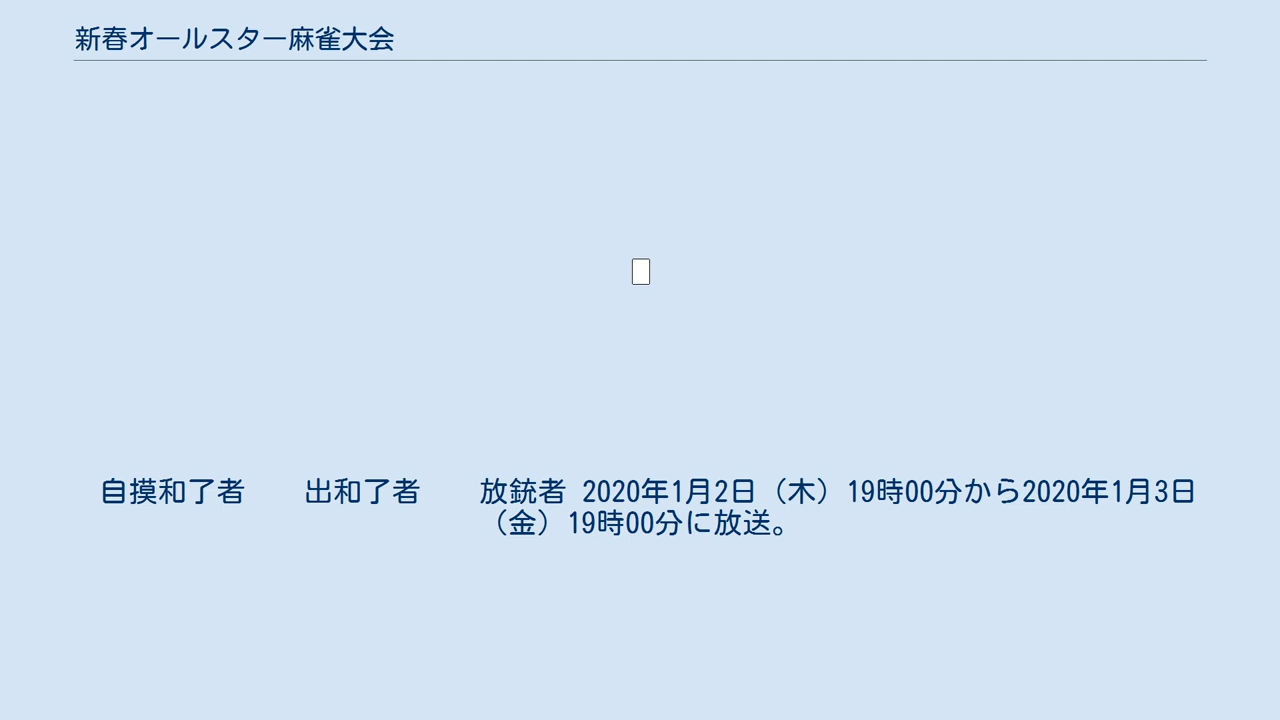 新春オールスター麻雀大会
自摸和了者　　出和了者　　放銃者 2020年1月2日（木）19時00分から2020年1月3日
（金）19時00分に放送。